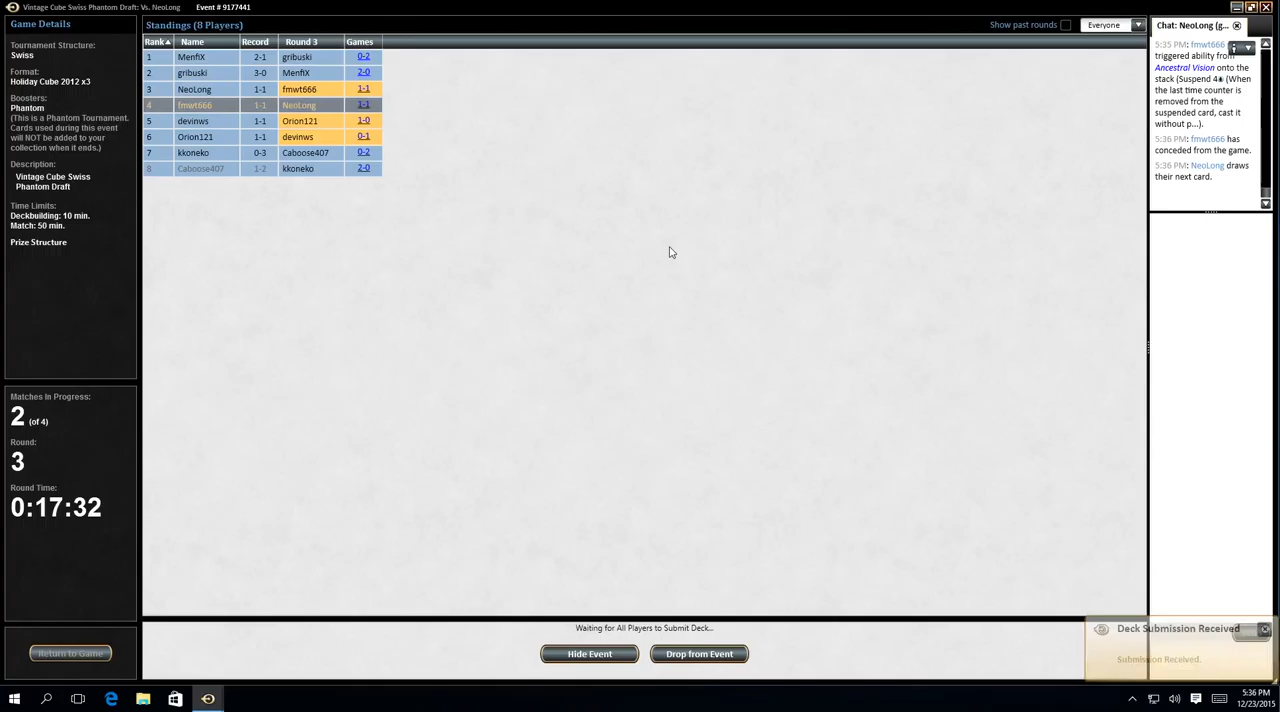 Vintage Cube Swiss Phantom Draft: Vs. NeoLong Event # 9177441
Game Details
Tournament Structure:
Swiss
Format:
Holiday Cube 2012 x3
Boosters:
Phantom
(This is a Phantom Tournament.
Cards used during this event
will NOT be added to your
collection when it ends.)
Description:
Vintage Cube Swiss
Phantom Draft
Time Limits:
Deckbuilding: 10 min.
Match: 50 min.
Prize Structure
Matches In Progress:
2 (of 4)
Round:
3
Round Time:
0:17:32
Return to Game
Standings (8 Players)
Show past rounds
Everyone
Rank Name Record Round 3 Games
1 MenfiX 2-1 gribuski 0-2
2 gribuski 3-0 MenfiX 2-0
3 NeoLong 1-1 fmwt666 1-1
4 fmwt666 1-1 NeoLong 1-1
5 devinws 1-1 Orion121 1-0
6 Orion121 1-1 devinws 0-1
7 kkoneko 0-3 Caboose407 0-2
8 Caboose407 1-2 kkoneko 2-0
Waiting for All Players to Submit Deck...
Hide Event Drop from Event
Chat: NeoLong (g...
5:35 PM: fmwt666
triggered ability from
Ancestral Vision onto the
stack (Suspend 4 (When
the last time counter is
removed from the
suspended card, cast it
without p...).
5:36 PM: fmwt666 has
conceded from the game.
5:36 PM: NeoLong draws
their next card.
Deck Submission Received
Submission Received.
5:36 PM
12/23/2015